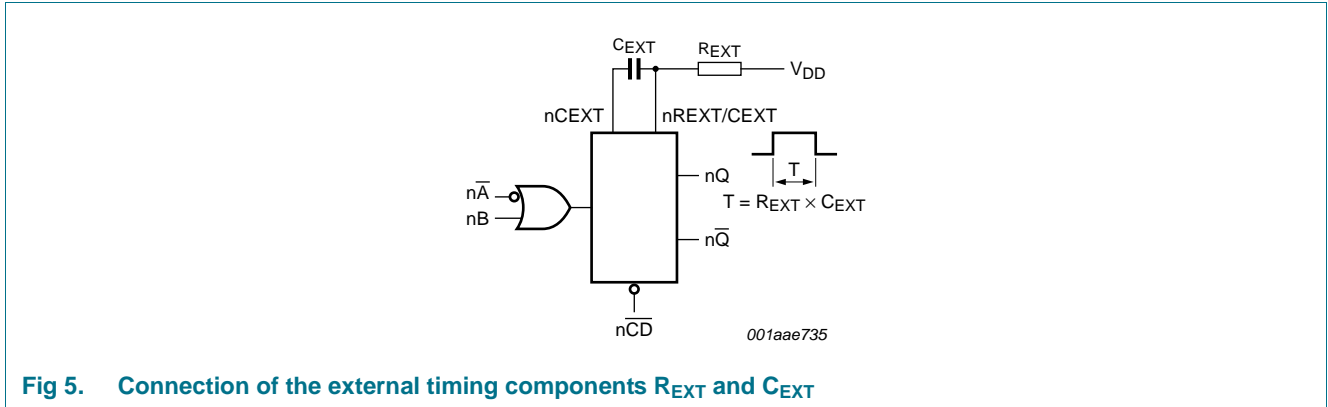 CEXT
REXT
VDD
nCEXT
nREXT/CEXT
nA̅
nB
nQ
T
T = REXT × CEXT
nQ̅
nC̅D̅
001aae735
Fig 5. Connection of the external timing components REXT and CEXT